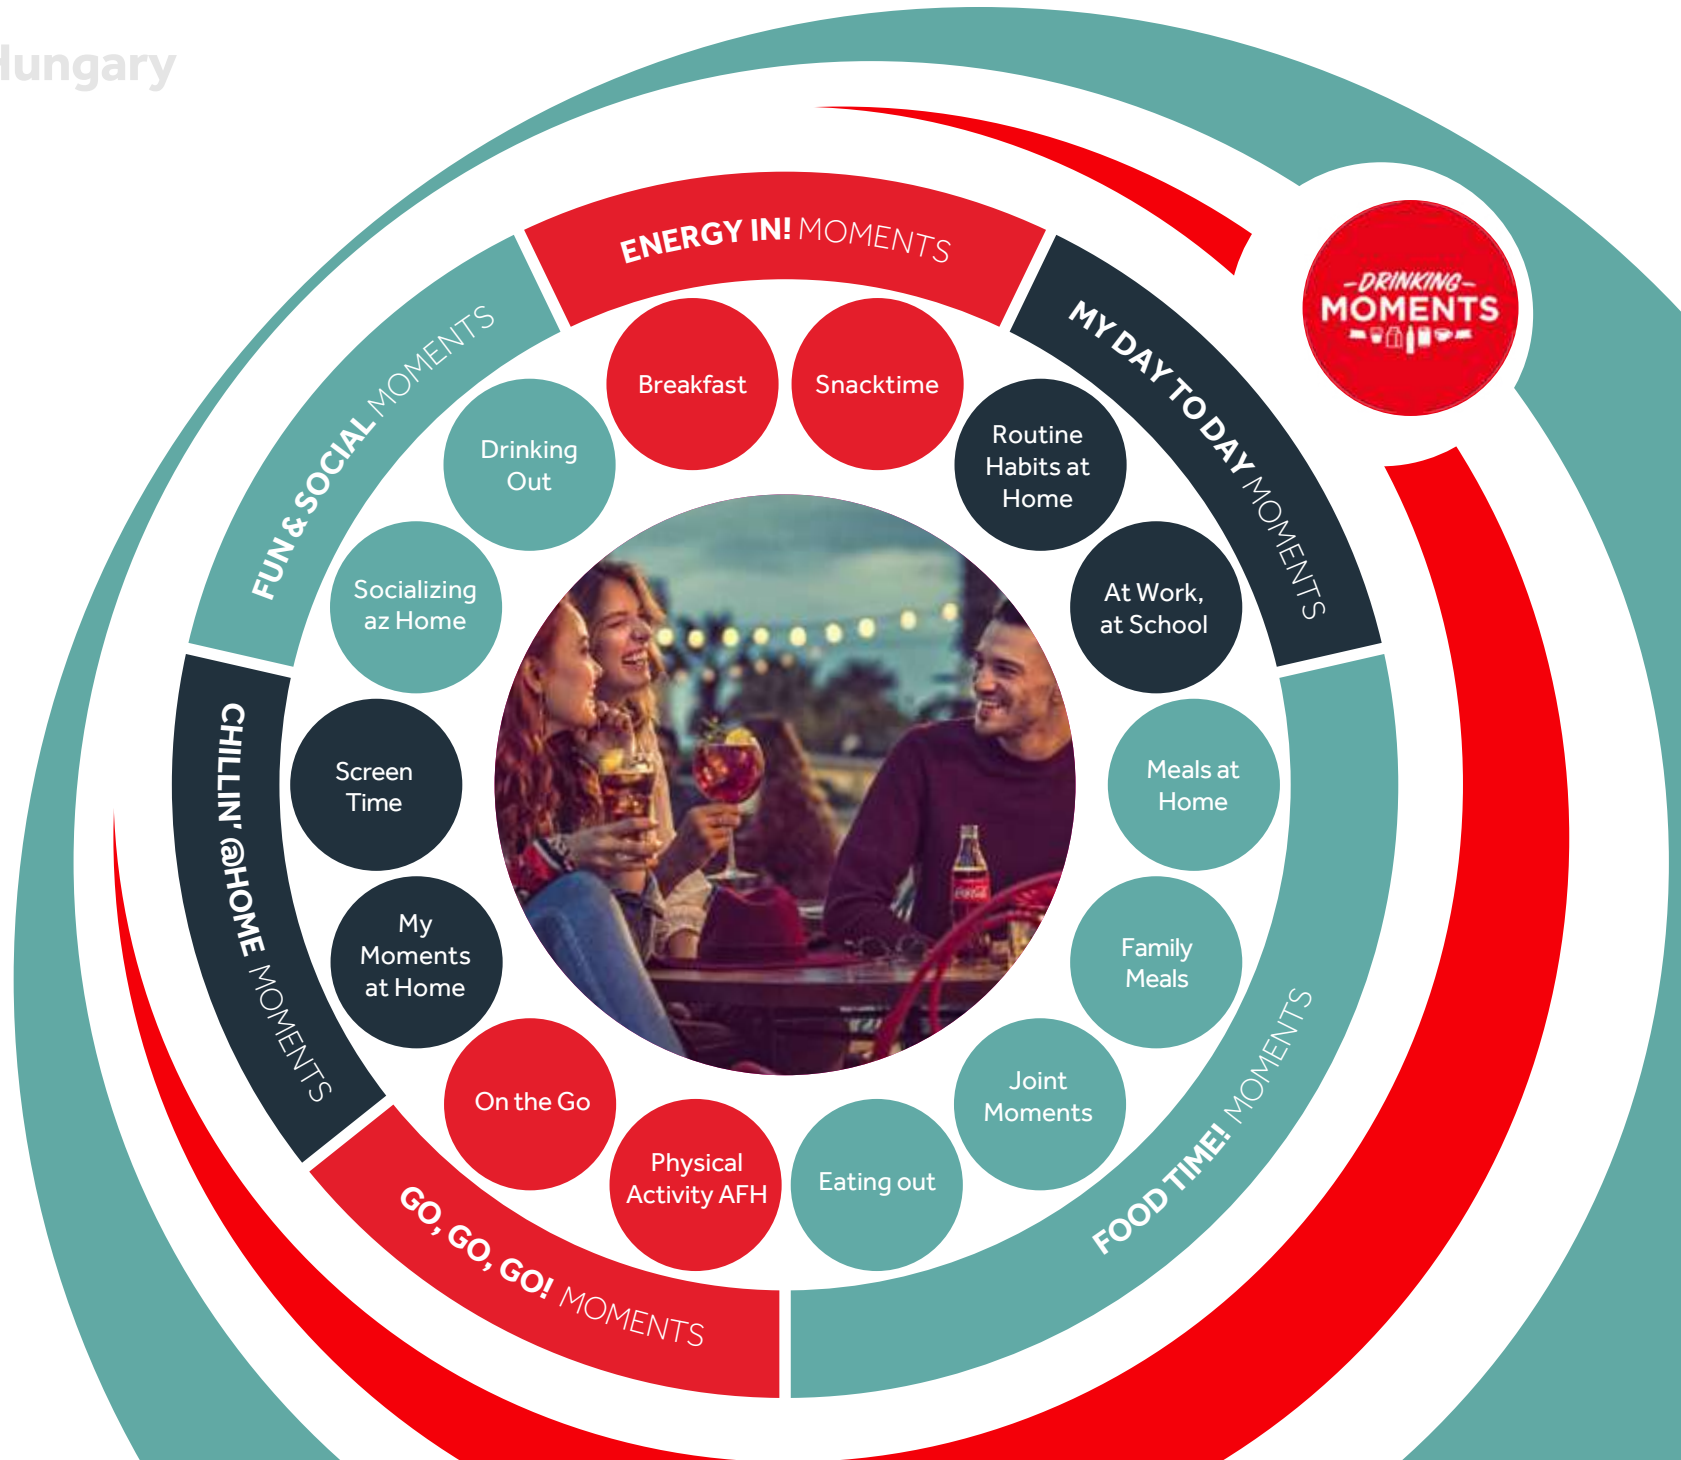 Hungary
-DRINKING-
MOMENTS
ENERGY IN! MOMENTS
Breakfast
Snacktime
MY DAY TO DAY MOMENTS
Routine
Habits at
Home
At Work,
at School
FOOD TIME! MOMENTS
Meals at
Home
Family
Meals
Joint
Moments
Eating out
GO, GO, GO! MOMENTS
Physical
Activity AFH
On the Go
CHILLIN' @HOME MOMENTS
My
Moments
at Home
Screen
Time
FUN & SOCIAL MOMENTS
Socializing
az Home
Drinking
Out
Coca-Cola